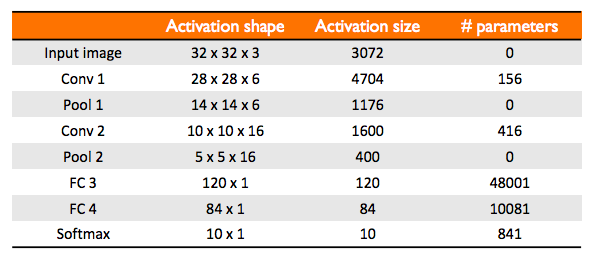 Activation shape Activation size # parameters
Input image 32 x 32 x 3 3072 0
Conv 1 28 x 28 x 6 4704 156
Pool 1 14 x 14 x 6 1176 0
Conv 2 10 x 10 x 16 1600 416
Pool 2 5 x 5 x 16 400 0
FC 3 120 x 1 120 48001
FC 4 84 x 1 84 10081
Softmax 10 x 1 10 841